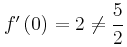 f′(0) = 2 ≠ 5/2